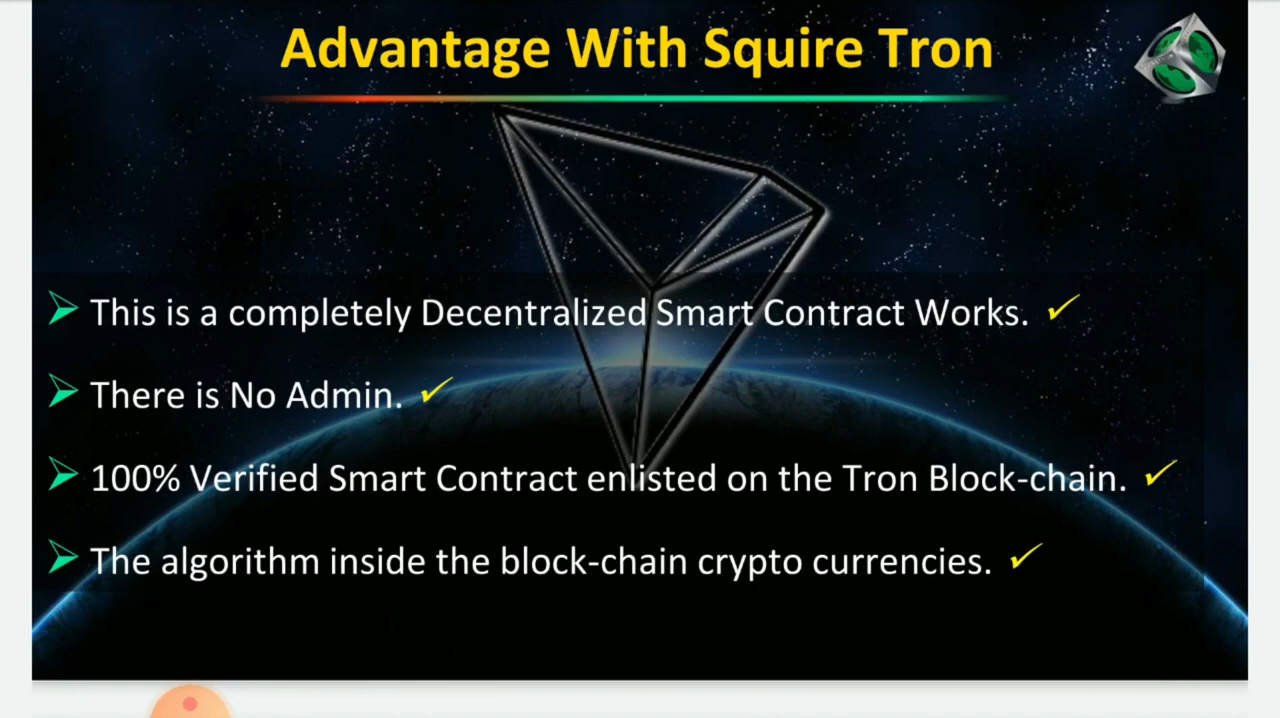 Advantage With Squire Tron
This is a completely Decentralized Smart Contract Works.
There is No Admin.
100% Verified Smart Contract enlisted on the Tron Block-chain.
The algorithm inside the block-chain crypto currencies.